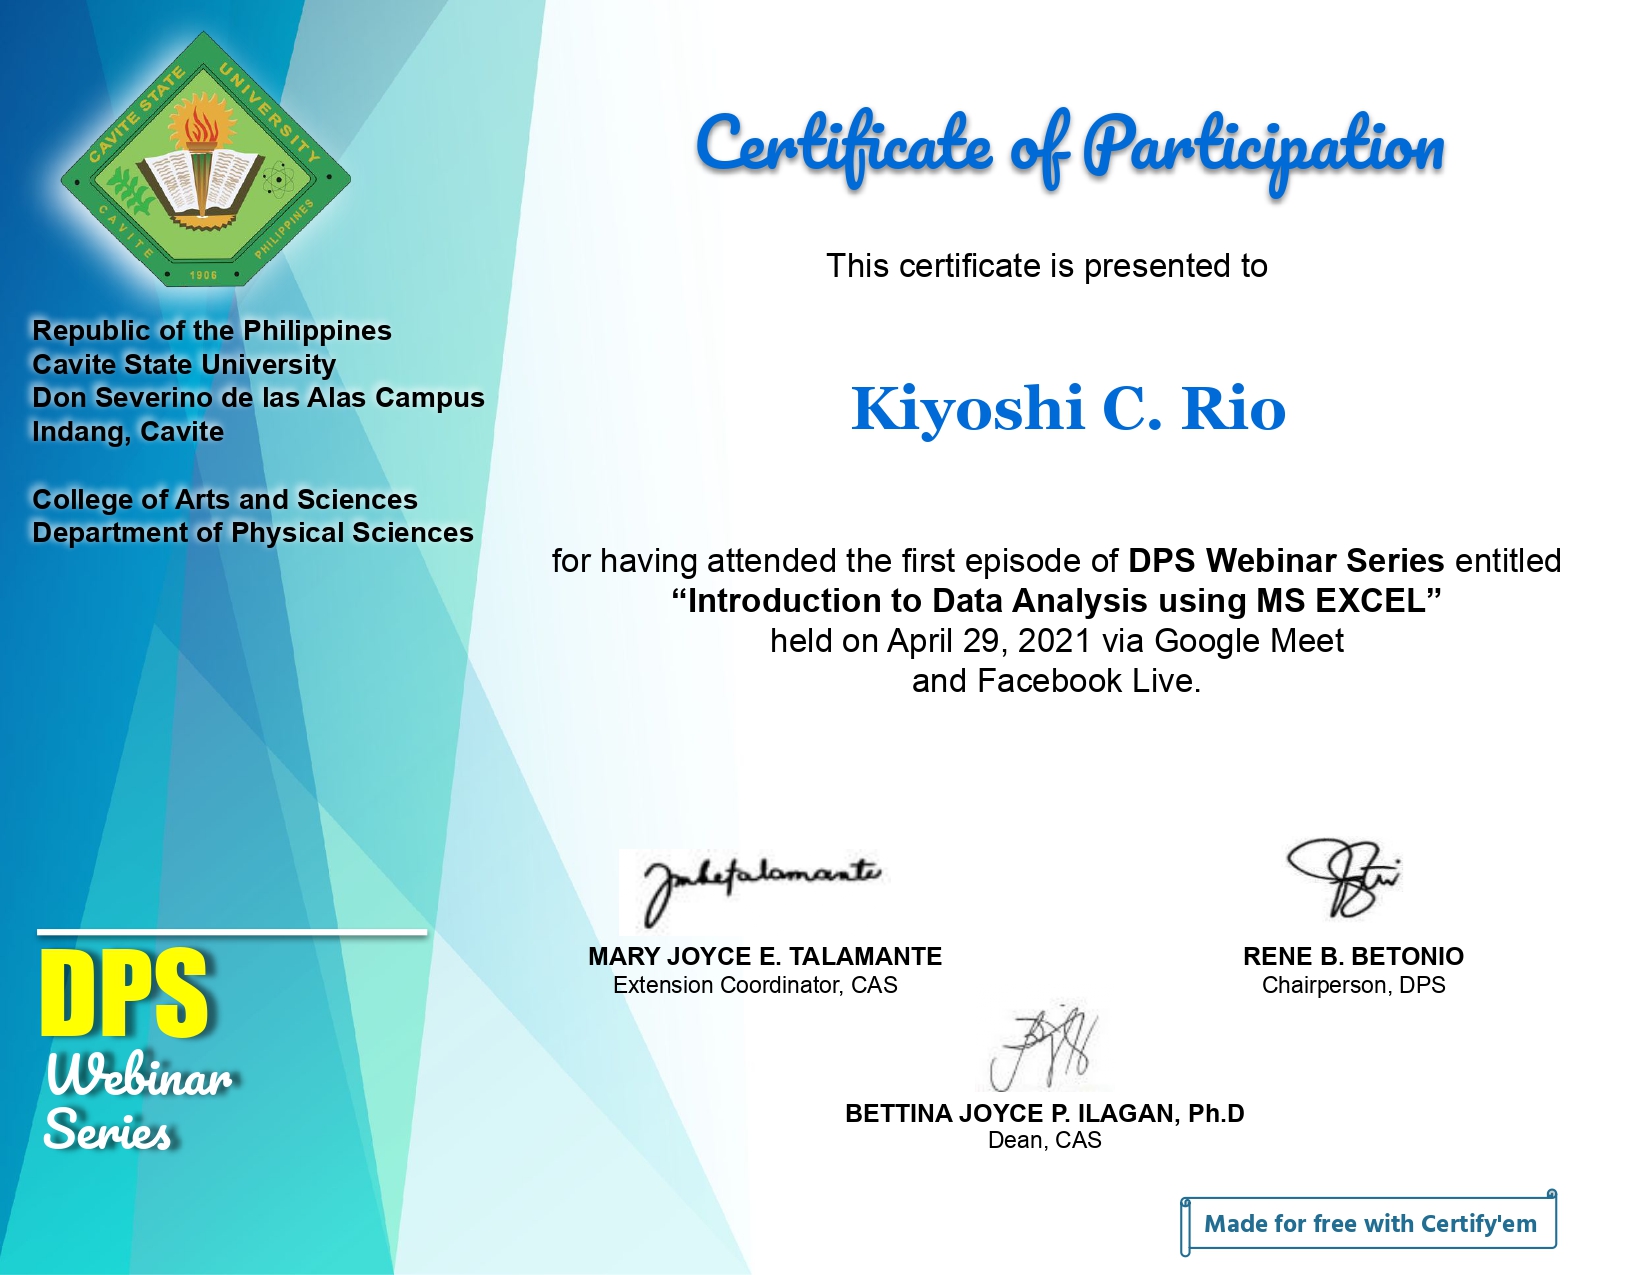 CAVITE STATE UNIVERSITY
CAVITE 1906 PHILIPPINES
Republic of the Philippines
Cavite State University
Don Severino de las Alas Campus
Indang, Cavite
College of Arts and Sciences
Department of Physical Sciences
DPS
Webinar
Series
Certificate of Participation
This certificate is presented to
Kiyoshi C. Rio
for having attended the first episode of DPS Webinar Series entitled
“Introduction to Data Analysis using MS EXCEL”
held on April 29, 2021 via Google Meet
and Facebook Live.
MARY JOYCE E. TALAMANTE
Extension Coordinator, CAS
RENE B. BETONIO
Chairperson, DPS
BETTINA JOYCE P. ILAGAN, Ph.D
Dean, CAS
Made for free with Certify'em